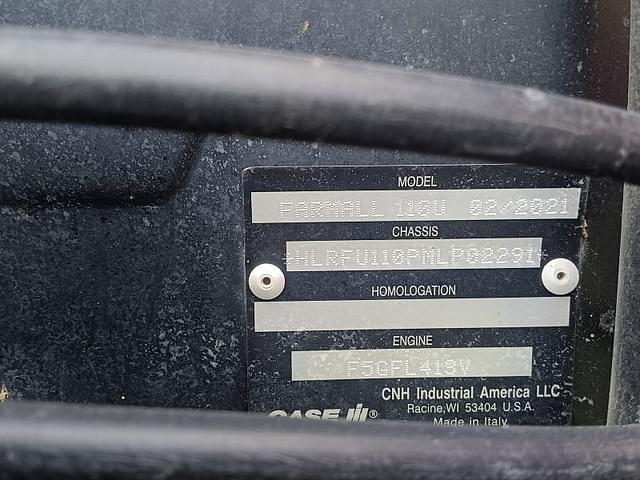 MODEL
FARMALL 110U 02/2021
CHASSIS
*HLRFU110PMLP02291*
HOMOLOGATION
ENGINE
F5GFL413V
CNH Industrial America LLC
CASE IH®
Racine,WI 53404 U.S.A.
Made in Italy